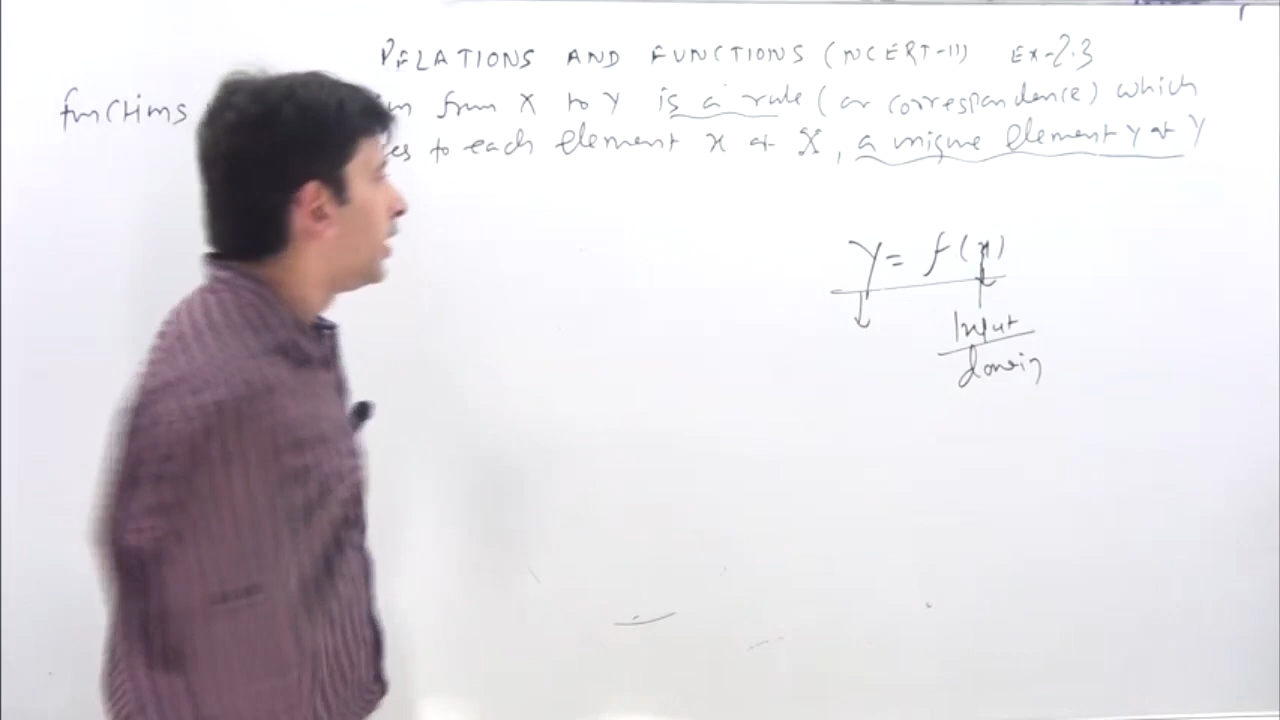 RELATIONS AND FUNCTIONS (NCERT-11) EX-2.3
functions from X to Y is a rule (or correspondance) which
to each element x of X, a unique element y of Y
y = f(x)
Input
domain